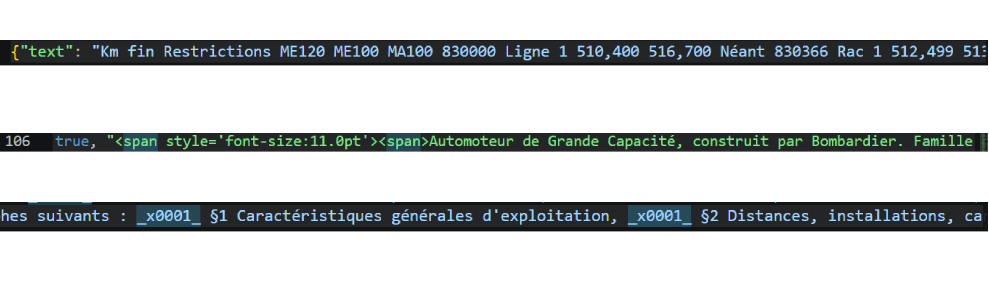 {"text": "Km fin Restrictions ME120 ME100 MA100 830000 Ligne 1 510,400 516,700 Néant 830366 Rac 1 512,499 513
106 true, "<span style='font-size:11.0pt'><span>Automoteur de Grande Capacité, construit par Bombardier. Famille
hes suivants : _x0001_ §1 Caractéristiques générales d'exploitation, _x0001_ §2 Distances, installations, ca